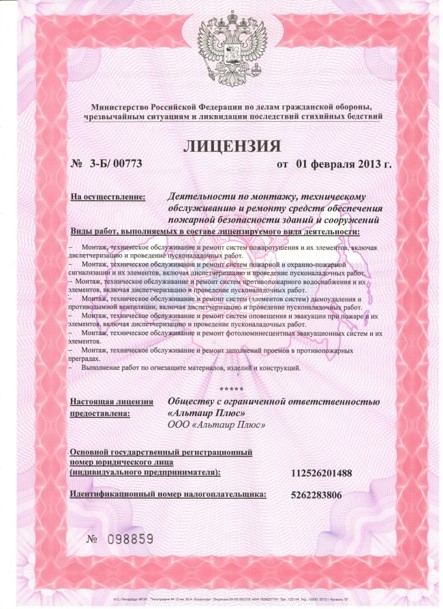 Министерство Российской Федерации по делам гражданской обороны,
чрезвычайным ситуациям и ликвидации последствий стихийных бедствий
ЛИЦЕНЗИЯ
№ 3-Б/ 00773 от 01 февраля 2013 г.
На осуществление: Деятельности по монтажу, техническому
обслуживанию и ремонту средств обеспечения
пожарной безопасности зданий и сооружений
Виды работ, выполняемых в составе лицензируемого вида деятельности:
– Монтаж, техническое обслуживание и ремонт систем пожаротушения и их элементов, включая
диспетчеризацию и проведение пусконаладочных работ.
– Монтаж, техническое обслуживание и ремонт систем пожарной и охранно-пожарной
сигнализации и их элементов, включая диспетчеризацию и проведение пусконаладочных работ.
– Монтаж, техническое обслуживание и ремонт систем противопожарного водоснабжения и их
элементов, включая диспетчеризацию и проведение пусконаладочных работ.
– Монтаж, техническое обслуживание и ремонт систем (элементов систем) дымоудаления и
противодымной вентиляции, включая диспетчеризацию и проведение пусконаладочных работ.
– Монтаж, техническое обслуживание и ремонт систем оповещения и эвакуации при пожаре и их
элементов, включая диспетчеризацию и проведение пусконаладочных работ.
– Монтаж, техническое обслуживание и ремонт фотолюминесцентных эвакуационных систем и их
элементов.
– Монтаж, техническое обслуживание и ремонт заполнений проемов в противопожарных
преградах.
– Выполнение работ по огнезащите материалов, изделий и конструкций.
*****
Настоящая лицензия Обществу с ограниченной ответственностью
предоставлена: «Альтаир Плюс»
ООО «Альтаир Плюс»
Основной государственный регистрационный
номер юридического лица
(индивидуального предпринимателя): 112526201488
Идентификационный номер налогоплательщика: 5262283806
№ 098859